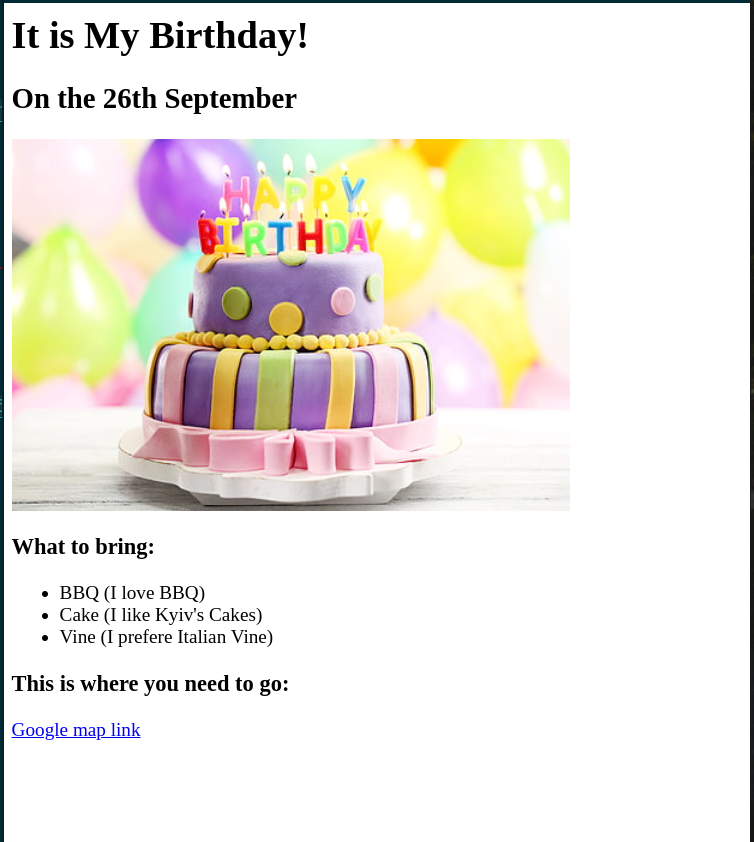 It is My Birthday!
On the 26th September
HAPPY
BIRTHDAY
What to bring:
BBQ (I love BBQ)
Cake (I like Kyiv's Cakes)
Vine (I prefere Italian Vine)
This is where you need to go:
Google map link